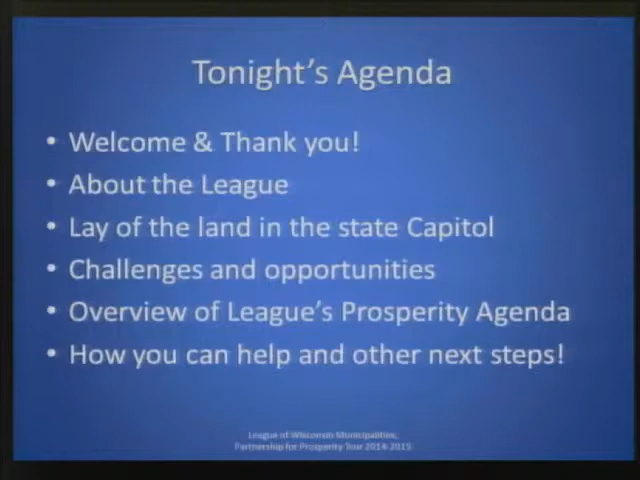 Tonight's Agenda
• Welcome & Thank you!
• About the League
• Lay of the land in the state Capitol
• Challenges and opportunities
• Overview of League's Prosperity Agenda
• How you can help and other next steps!
League of Wisconsin Municipalities,
Partnership for Prosperity Tour 2014-2015